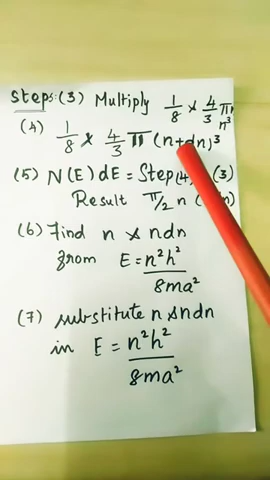 Steps: (3) Multiply 1/8 × 4/3 π n³
(4) 1/8 × 4/3 π (n+dn)³
(5) N(E) dE = Step (4) (3)
Result π/2 n ( n)
(6) Find n & ndn
from E = n²h²/8ma²
(7) substitute n & ndn
in E = n²h²/8ma²